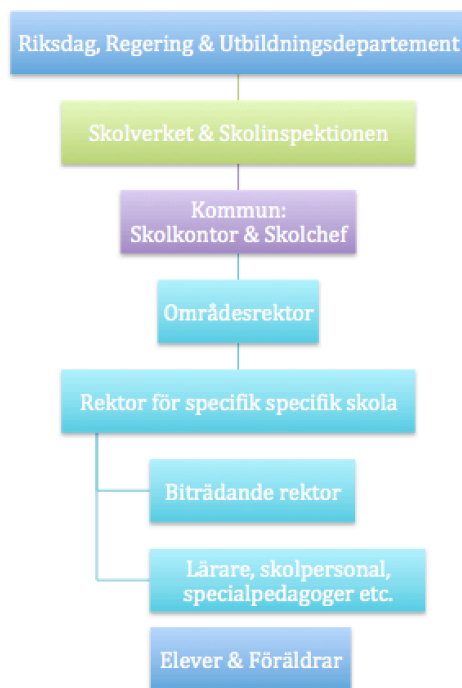 Riksdag, Regering & Utbildningsdepartement
Skolverket & Skolinspektionen
Kommun:
Skolkontor & Skolchef
Områdesrektor
Rektor för specifik specifik skola
Biträdande rektor
Lärare, skolpersonal,
specialpedagoger etc.
Elever & Föräldrar